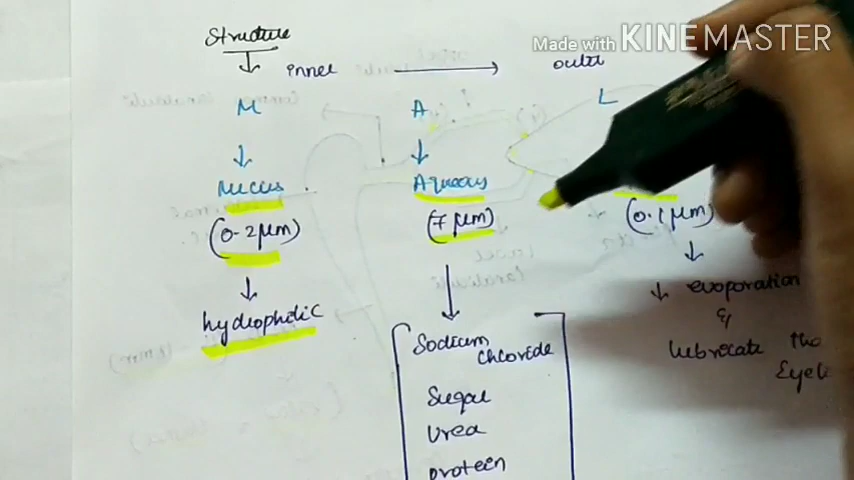 Made with KINEMASTER
Structure
inner outer
M A L
Mucus Aqueous
(0.2μm) (7μm) (0.1μm)
hydrophilic
↓ evaporation
&
lubricate the
Sodium
chloride
Sugar
Urea
protein